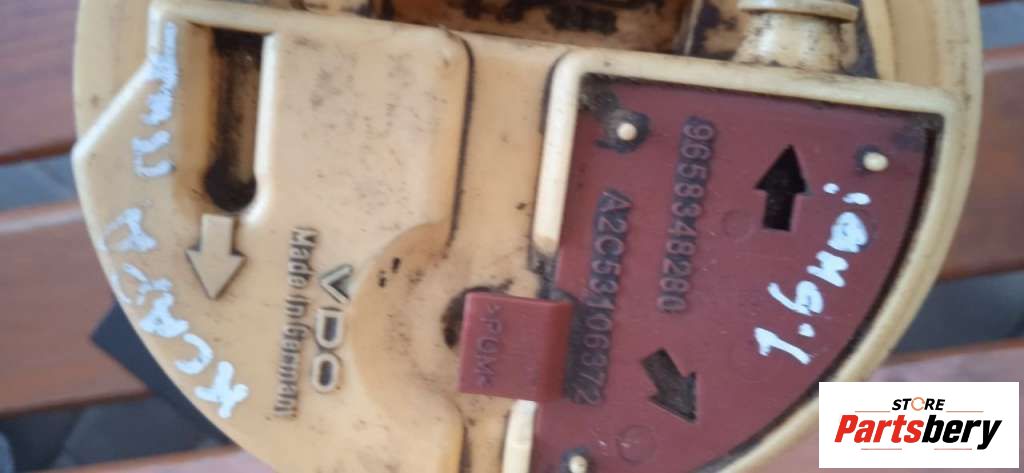 9658348280
A2C53106372
>POM<
VDO
Made in Germany
1.6HDi
STORE
Partsbery